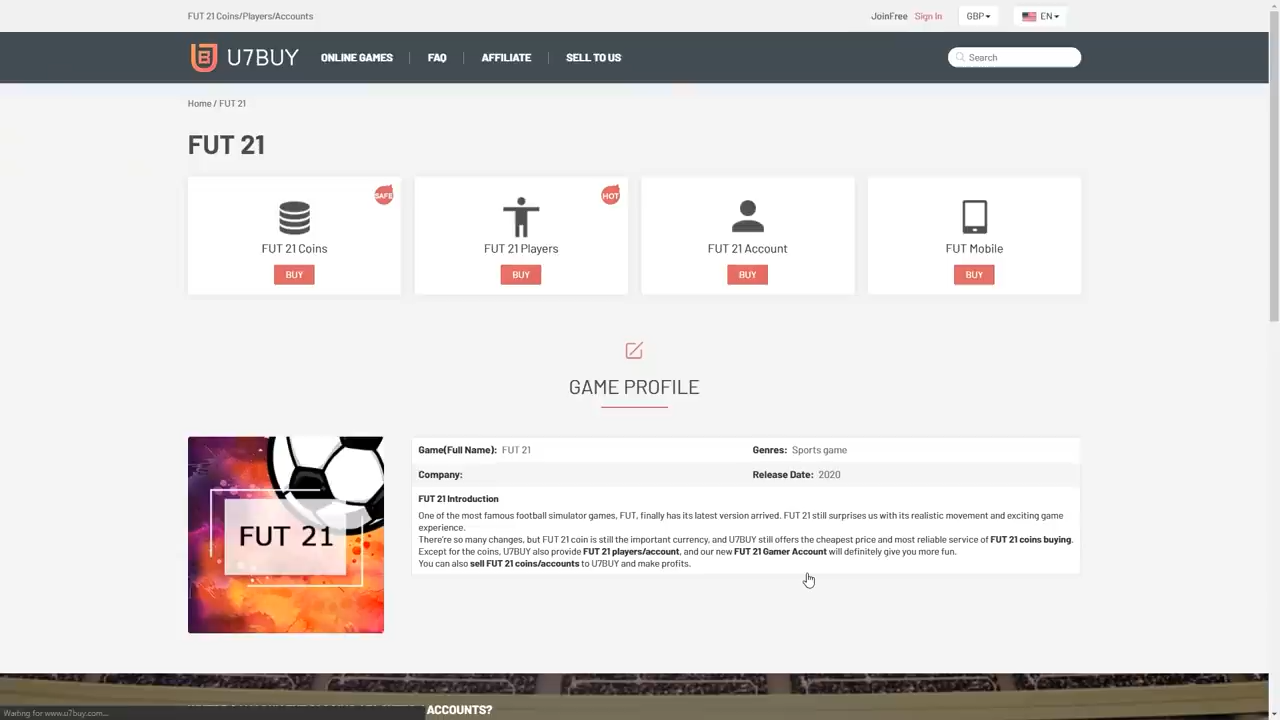 FUT 21 Coins/Players/Accounts
JoinFree Sign In GBP EN
U7BUY ONLINE GAMES FAQ AFFILIATE SELL TO US Search
Home / FUT 21
FUT 21
SAFE
HOT
FUT 21 Coins
BUY
FUT 21 Players
BUY
FUT 21 Account
BUY
FUT Mobile
BUY
GAME PROFILE
FUT 21
Game(Full Name): FUT 21 Genres: Sports game
Company: Release Date: 2020
FUT 21 Introduction
One of the most famous football simulator games, FUT, finally has its latest version arrived. FUT 21 still surprises us with its realistic movement and exciting game
experience.
There're so many changes, but FUT 21 coin is still the important currency, and U7BUY still offers the cheapest price and most reliable service of FUT 21 coins buying.
Except for the coins, U7BUY also provide FUT 21 players/account, and our new FUT 21 Gamer Account will definitely give you more fun.
You can also sell FUT 21 coins/accounts to U7BUY and make profits.
ACCOUNTS?
Waiting for www.u7buy.com...